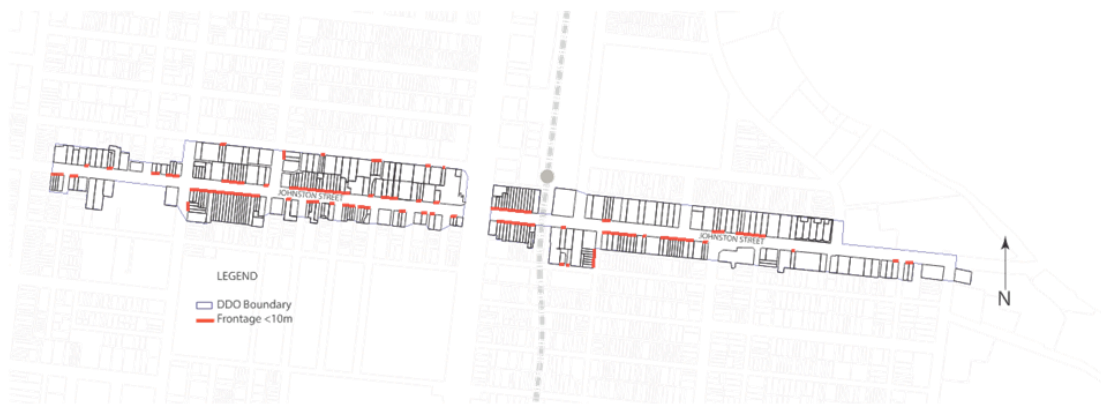 JOHNSTON STREET
JOHNSTON STREET
LEGEND
DDO Boundary
Frontage <10m
N